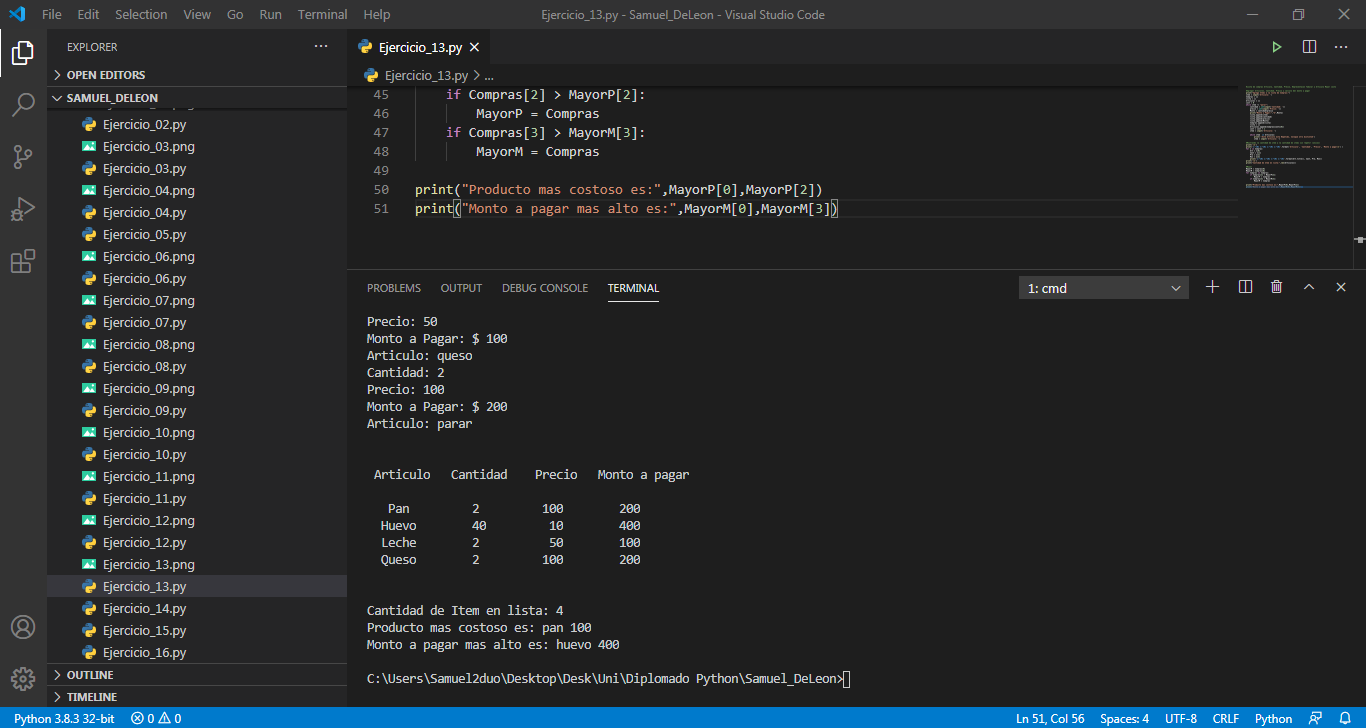 File Edit Selection View Go Run Terminal Help
Ejercicio_13.py - Samuel_DeLeon - Visual Studio Code
EXPLORER
OPEN EDITORS
SAMUEL_DELEON
Ejercicio_02.py
Ejercicio_03.png
Ejercicio_03.py
Ejercicio_04.png
Ejercicio_04.py
Ejercicio_05.py
Ejercicio_06.png
Ejercicio_06.py
Ejercicio_07.png
Ejercicio_07.py
Ejercicio_08.png
Ejercicio_08.py
Ejercicio_09.png
Ejercicio_09.py
Ejercicio_10.png
Ejercicio_10.py
Ejercicio_11.png
Ejercicio_11.py
Ejercicio_12.png
Ejercicio_12.py
Ejercicio_13.png
Ejercicio_13.py
Ejercicio_14.py
Ejercicio_15.py
Ejercicio_16.py
OUTLINE
TIMELINE
Ejercicio_13.py
Ejercicio_13.py > ...
45 if Compras[2] > MayorP[2]:
46 MayorP = Compras
47 if Compras[3] > MayorM[3]:
48 MayorM = Compras
49
50 print("Producto mas costoso es:",MayorP[0],MayorP[2])
51 print("Monto a pagar mas alto es:",MayorM[0],MayorM[3])
PROBLEMS OUTPUT DEBUG CONSOLE TERMINAL
1: cmd
Precio: 50
Monto a Pagar: $ 100
Articulo: queso
Cantidad: 2
Precio: 100
Monto a Pagar: $ 200
Articulo: parar
Articulo Cantidad Precio Monto a pagar
Pan 2 100 200
Huevo 40 10 400
Leche 2 50 100
Queso 2 100 200
Cantidad de Item en lista: 4
Producto mas costoso es: pan 100
Monto a pagar mas alto es: huevo 400
C:\Users\Samuel2duo\Desktop\Desk\Uni\Diplomado Python\Samuel_DeLeon>
Python 3.8.3 32-bit 0 0
Ln 51, Col 56 Spaces: 4 UTF-8 CRLF Python